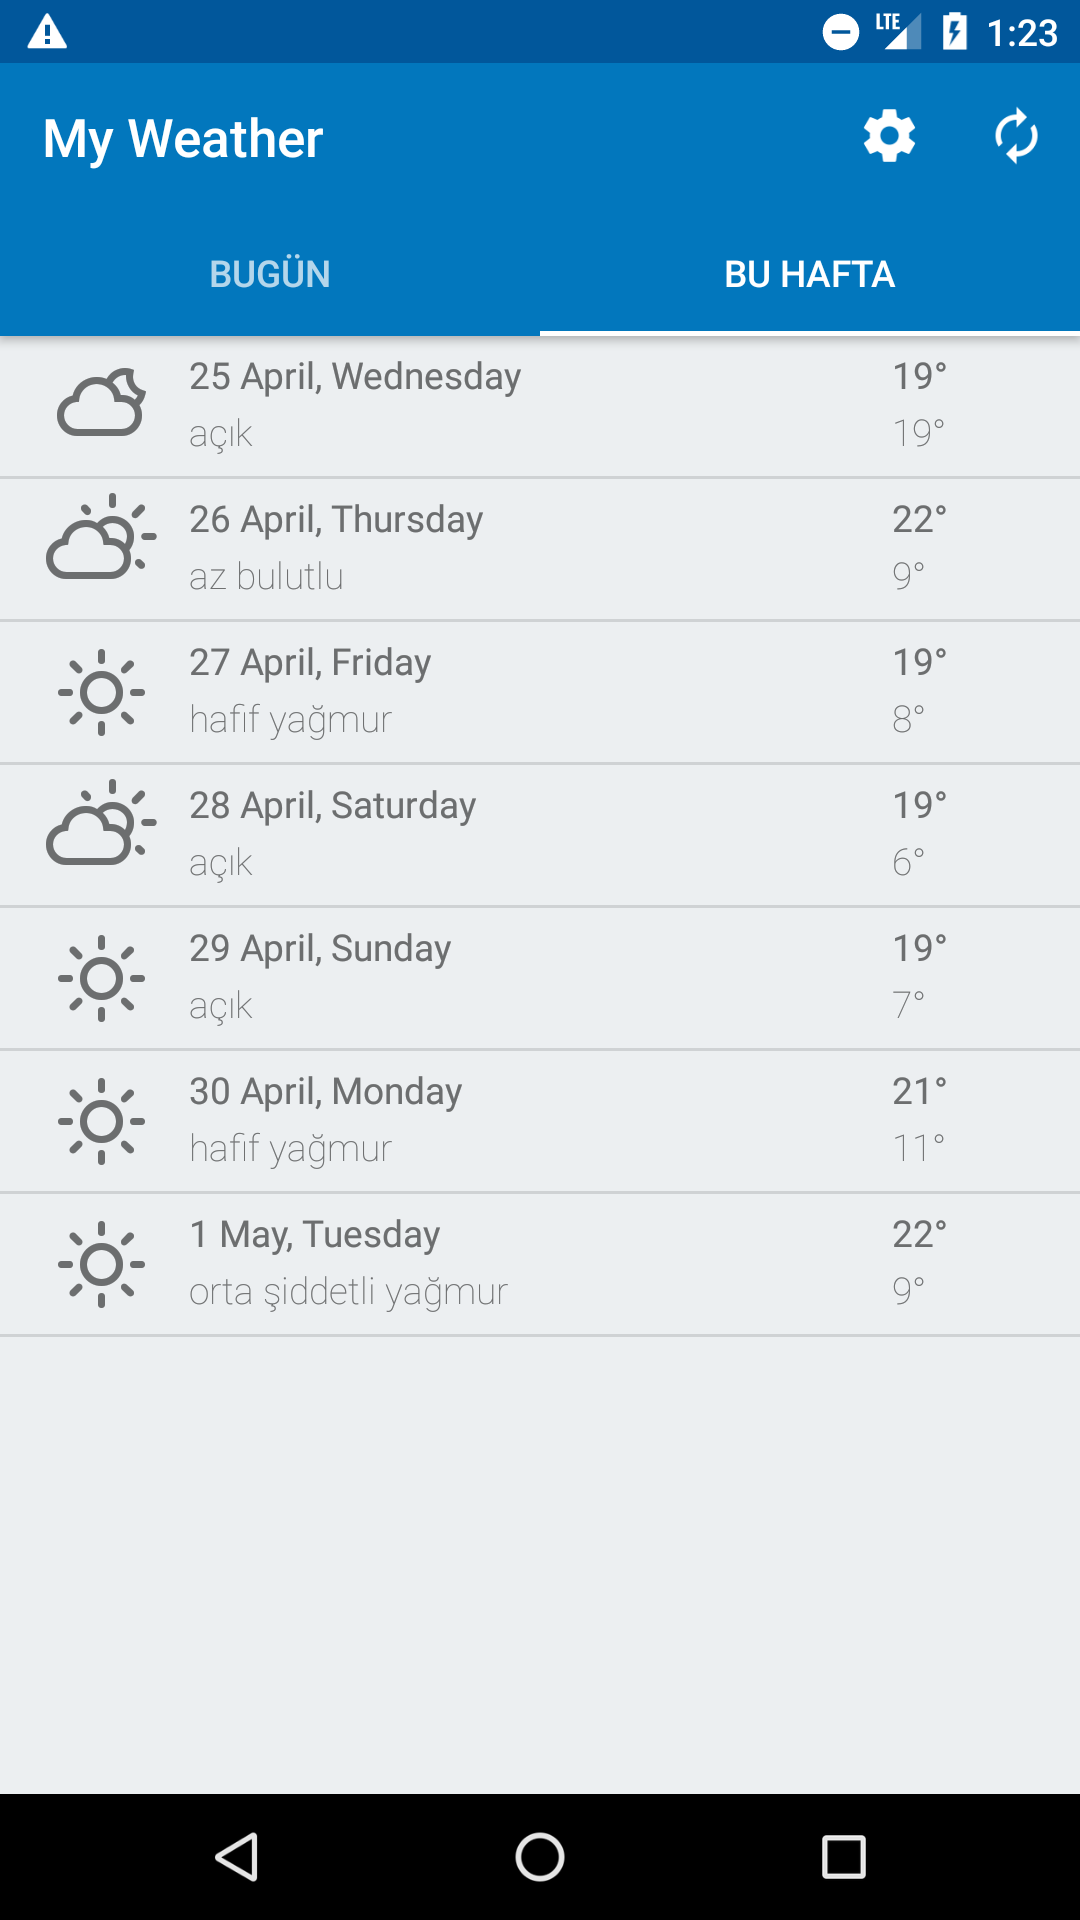 LTE 1:23
My Weather
BUGÜN BU HAFTA
25 April, Wednesday 19°
açık 19°
26 April, Thursday 22°
az bulutlu 9°
27 April, Friday 19°
hafif yağmur 8°
28 April, Saturday 19°
açık 6°
29 April, Sunday 19°
açık 7°
30 April, Monday 21°
hafif yağmur 11°
1 May, Tuesday 22°
orta şiddetli yağmur 9°